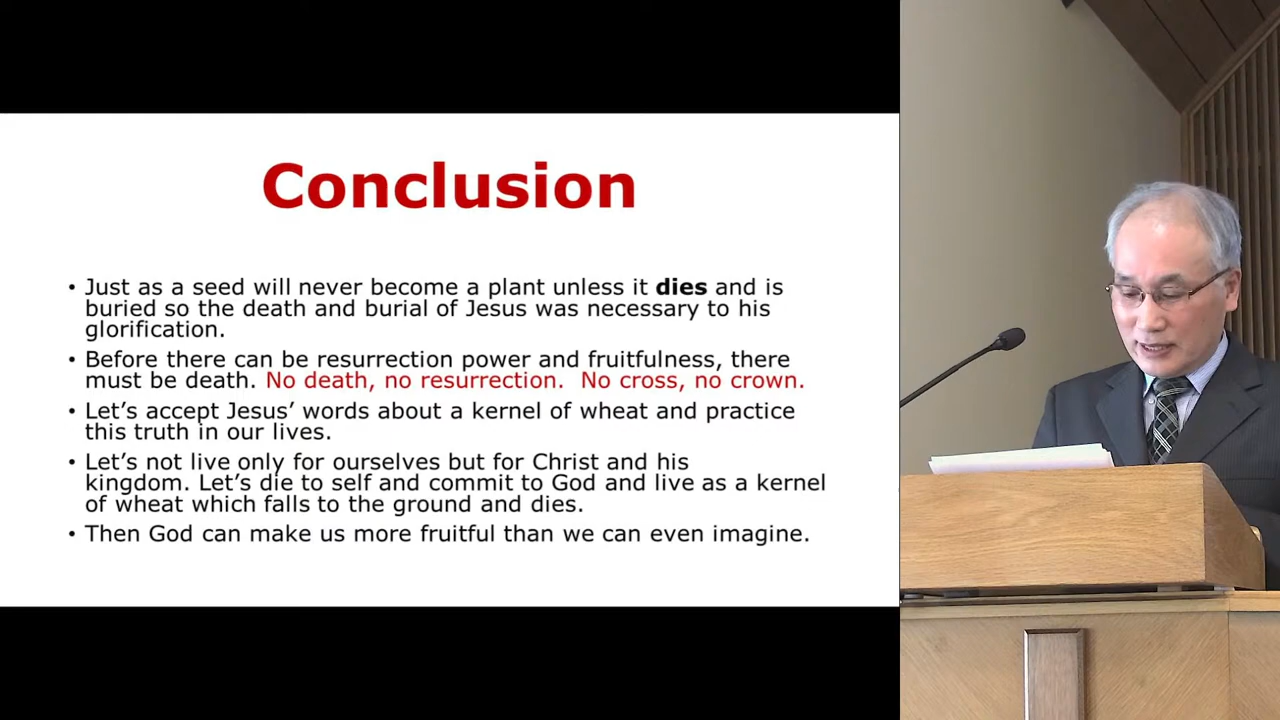 Conclusion
• Just as a seed will never become a plant unless it dies and is
buried so the death and burial of Jesus was necessary to his
glorification.
• Before there can be resurrection power and fruitfulness, there
must be death. No death, no resurrection.  No cross, no crown.
• Let’s accept Jesus’ words about a kernel of wheat and practice
this truth in our lives.
• Let’s not live only for ourselves but for Christ and his
kingdom. Let’s die to self and commit to God and live as a kernel
of wheat which falls to the ground and dies.
• Then God can make us more fruitful than we can even imagine.